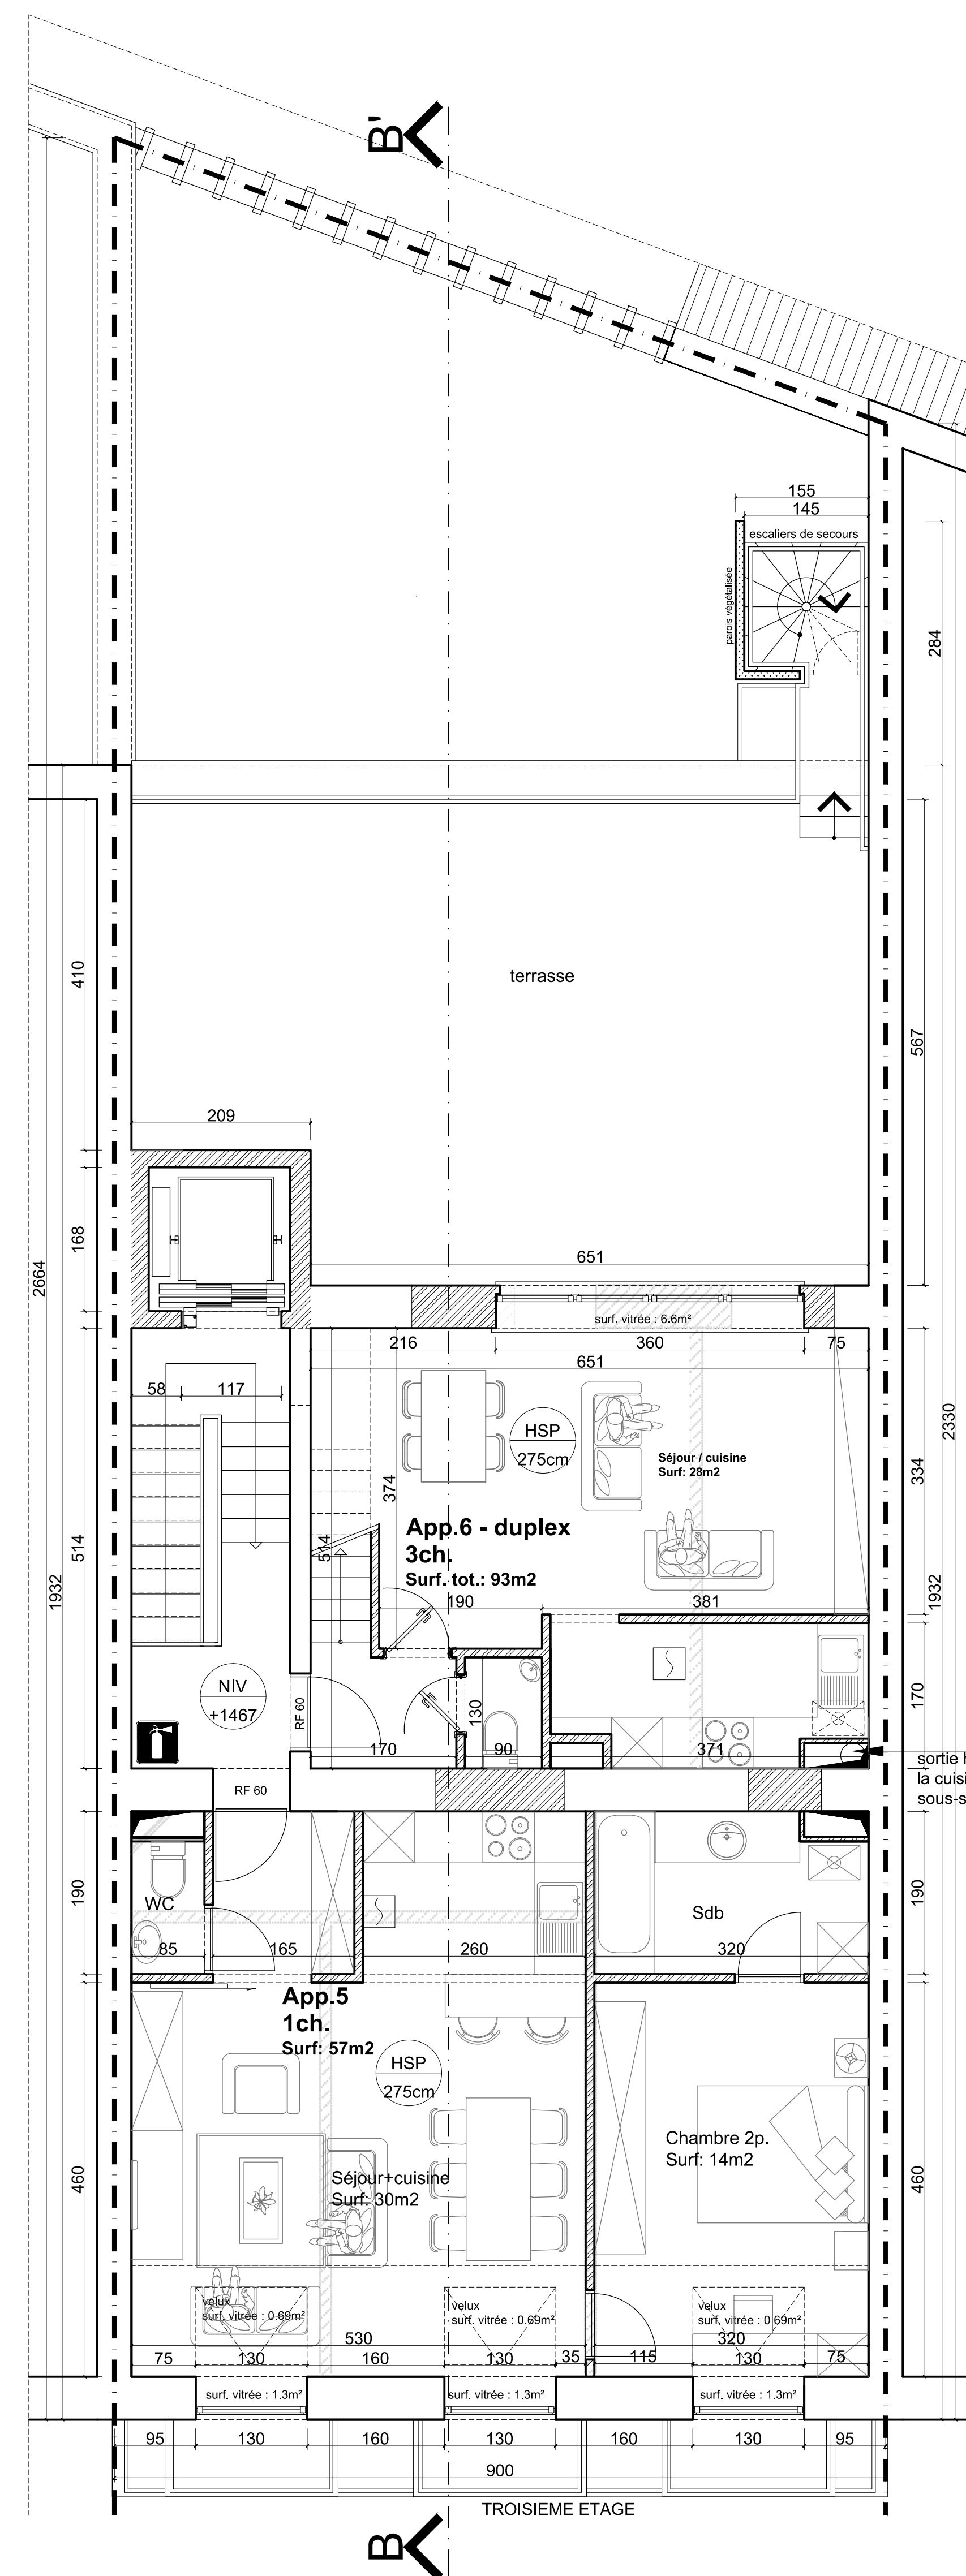 B'
155
145
escaliers de secours
parois végétalisée
284
410
terrasse
567
209
168
2664
651
surf. vitrée : 6.6m²
216
360
75
651
58
117
HSP
275cm
Séjour / cuisine
Surf: 28m2
374
2330
334
514
514
App.6 - duplex
3ch.
Surf. tot.: 93m2
1932
1932
190
381
NIV
+1467
RF 60
130
170
170
90
371
sortie
la cuisi
sous-s
RF 60
190
WC
Sdb
190
85
165
260
320
App.5
1ch.
Surf: 57m2
HSP
275cm
Chambre 2p.
Surf: 14m2
460
460
Séjour+cuisine
Surf: 30m2
velux
surf. vitrée : 0.69m²
velux
surf. vitrée : 0.69m²
velux
surf. vitrée : 0.69m²
530
320
75
130
160
130
35
115
130
75
surf. vitrée : 1.3m²
surf. vitrée : 1.3m²
surf. vitrée : 1.3m²
95
130
160
130
160
130
95
900
TROISIEME ETAGE
B